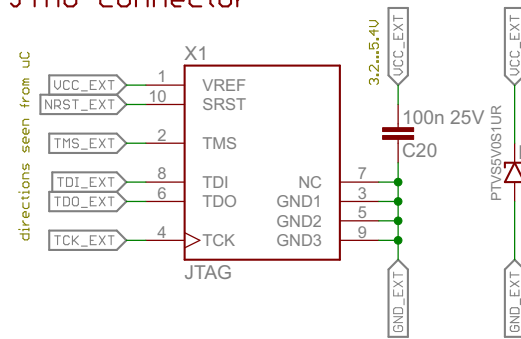 X1
directions seen from uC
VCC_EXT 1 VREF
NRST_EXT 10 SRST
TMS_EXT 2 TMS
TDI_EXT 8 TDI
TDO_EXT 6 TDO
TCK_EXT 4 TCK
NC 7
GND1 3
GND2 5
GND3 9
JTAG
3.2...5.4V
VCC_EXT
100n 25V
C20
GND_EXT
VCC_EXT
PTVS5V0S1UR
GND_EXT